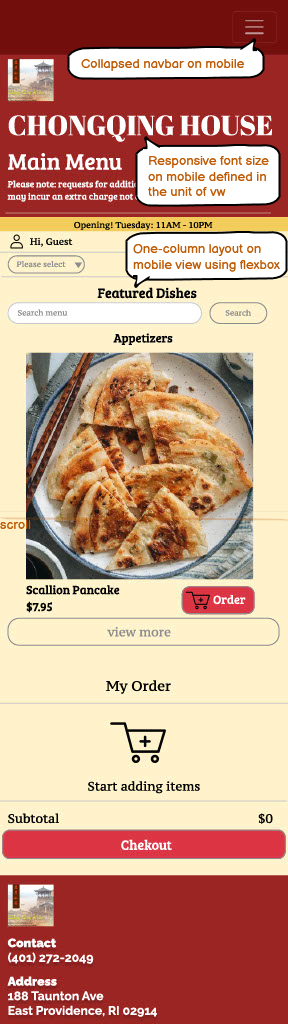 Collapsed navbar on mobile
CHONGQING HOUSE
Main Menu
Responsive font size
on mobile defined in
the unit of vw
Please note: requests for
may incur an extra charge not
Opening! Tuesday: 11AM - 10PM
Hi, Guest
One-column layout on
mobile view using flexbox
Please select
Featured Dishes
Search menu
Search
Appetizers
scroll
Scallion Pancake
$7.95
Order
view more
My Order
Start adding items
Subtotal
$0
Chekout
Contact
(401) 272-2049
Address
188 Taunton Ave
East Providence, RI 02914